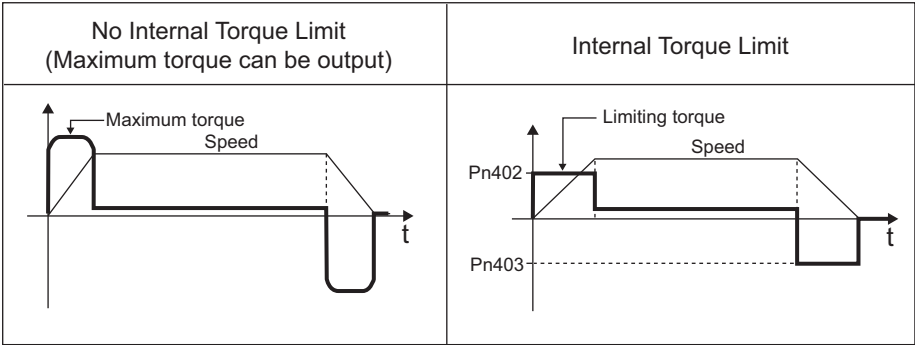 No Internal Torque Limit
(Maximum torque can be output)
Internal Torque Limit
Maximum torque
Speed
t
Limiting torque
Speed
Pn402
t
Pn403